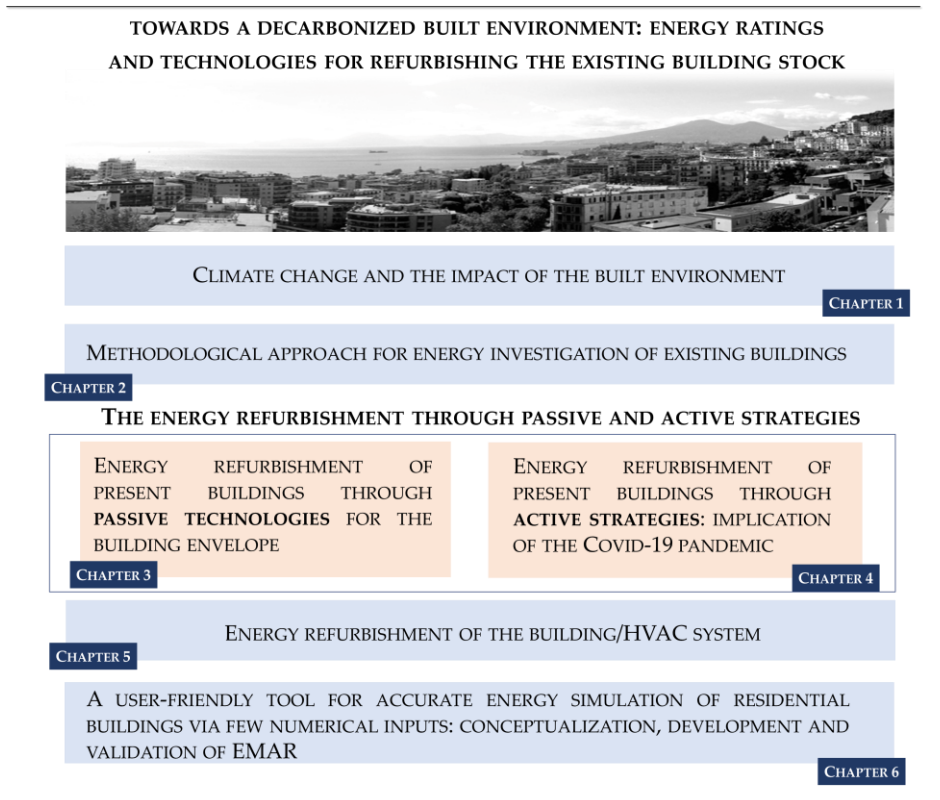 TOWARDS A DECARBONIZED BUILT ENVIRONMENT: ENERGY RATINGS
AND TECHNOLOGIES FOR REFURBISHING THE EXISTING BUILDING STOCK
CLIMATE CHANGE AND THE IMPACT OF THE BUILT ENVIRONMENT
CHAPTER 1
METHODOLOGICAL APPROACH FOR ENERGY INVESTIGATION OF EXISTING BUILDINGS
CHAPTER 2
THE ENERGY REFURBISHMENT THROUGH PASSIVE AND ACTIVE STRATEGIES
ENERGY REFURBISHMENT OF
PRESENT BUILDINGS THROUGH
PASSIVE TECHNOLOGIES FOR THE
BUILDING ENVELOPE
CHAPTER 3
ENERGY REFURBISHMENT OF
PRESENT BUILDINGS THROUGH
ACTIVE STRATEGIES: IMPLICATION
OF THE COVID-19 PANDEMIC
CHAPTER 4
ENERGY REFURBISHMENT OF THE BUILDING/HVAC SYSTEM
CHAPTER 5
A USER-FRIENDLY TOOL FOR ACCURATE ENERGY SIMULATION OF RESIDENTIAL
BUILDINGS VIA FEW NUMERICAL INPUTS: CONCEPTUALIZATION, DEVELOPMENT AND
VALIDATION OF EMAR
CHAPTER 6